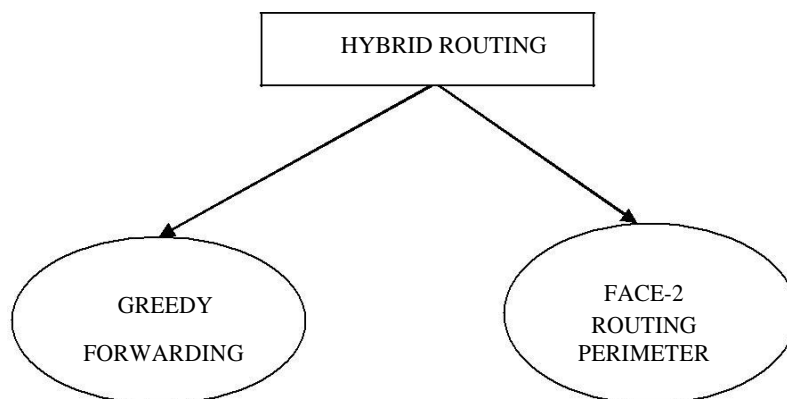 HYBRID ROUTING
GREEDY
FORWARDING
FACE-2
ROUTING
PERIMETER